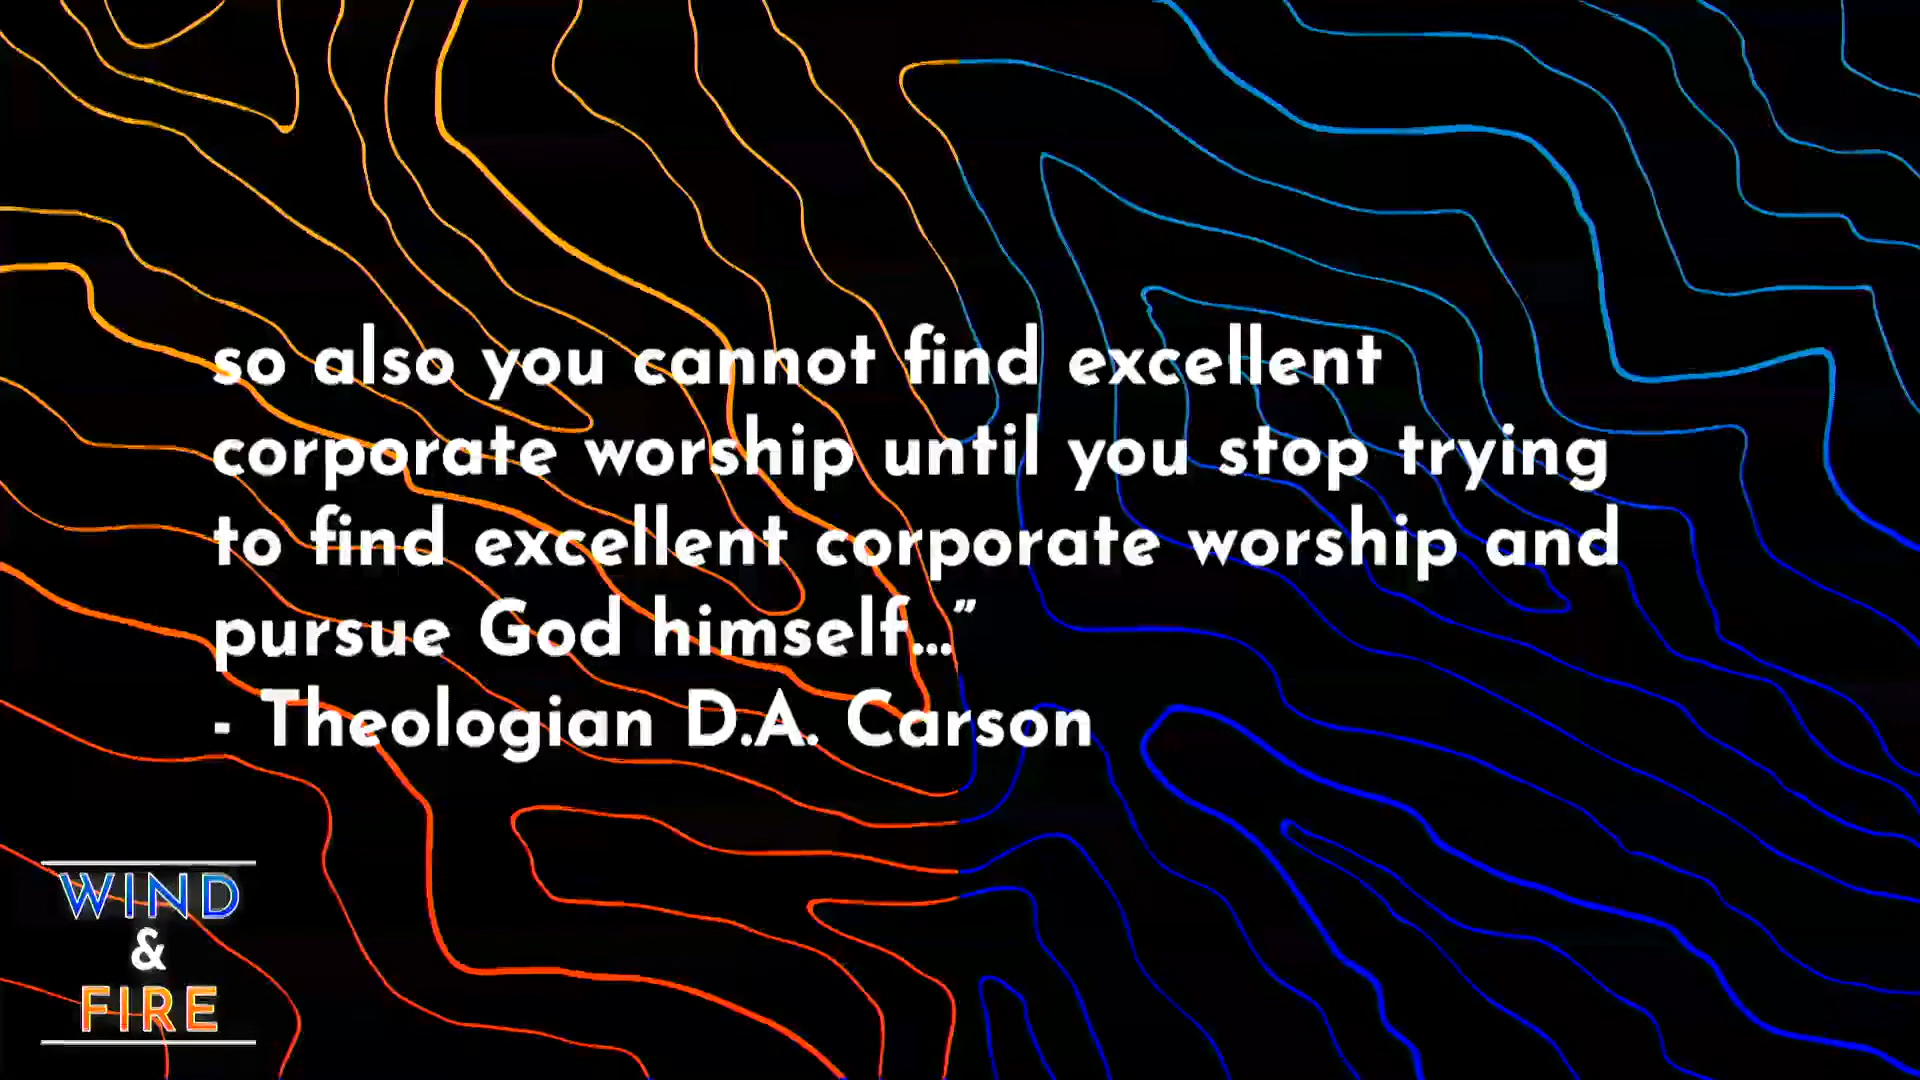 so also you cannot find excellent
corporate worship until you stop trying
to find excellent corporate worship and
pursue God himself...”
- Theologian D.A. Carson
WIND
&
FIRE